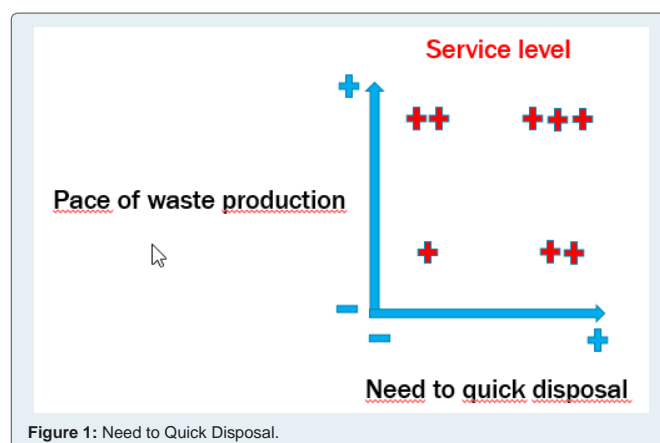 Service level
+
++ +++
Pace of waste production
+ ++
−
− +
Need to quick disposal
Figure 1: Need to Quick Disposal.